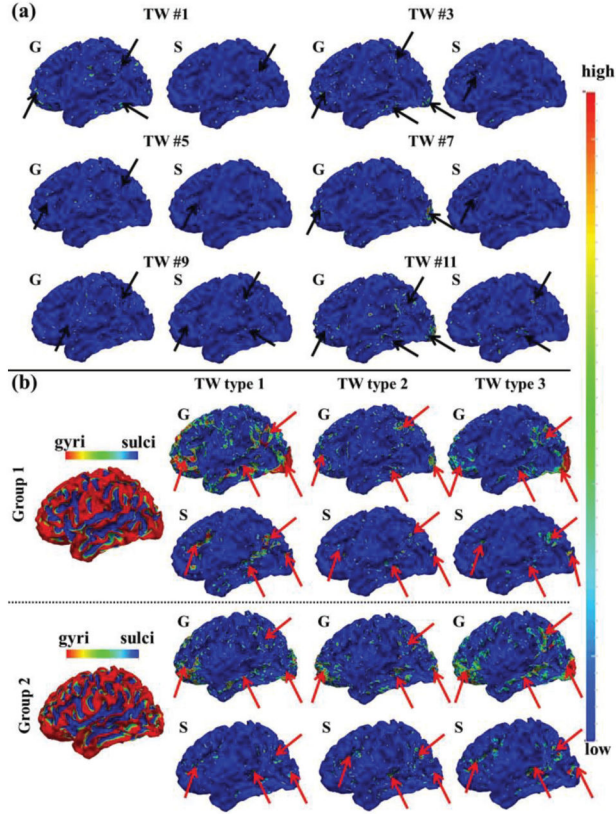 (a)
TW #1 TW #3
G S G S
high
TW #5 TW #7
G S G S
TW #9 TW #11
G S G S
(b)
TW type 1 TW type 2 TW type 3
G G G
gyri sulci
Group 1
S S S
low
gyri sulci
G G G
Group 2
S S S